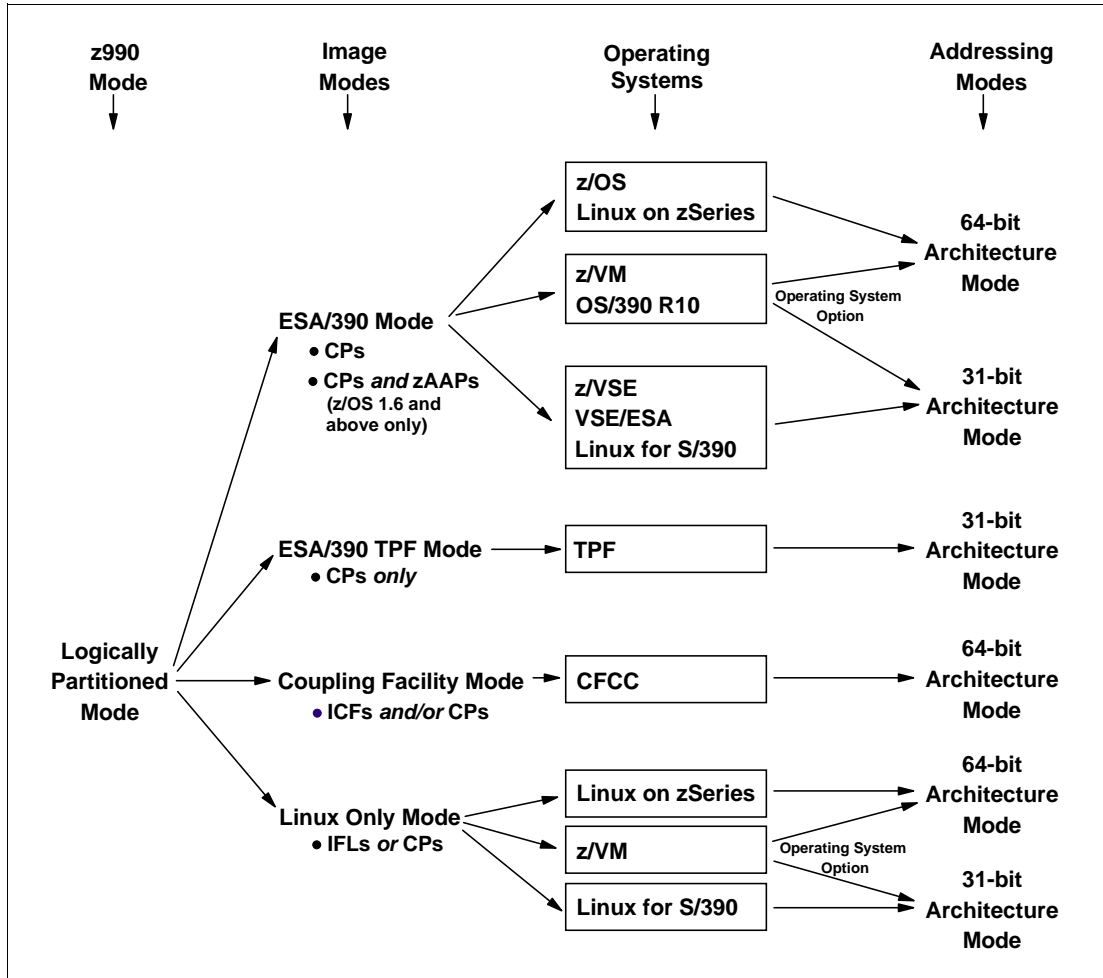 z990
Mode
Image
Modes
Operating
Systems
Addressing
Modes
z/OS
Linux on zSeries
z/VM
OS/390 R10
z/VSE
VSE/ESA
Linux for S/390
ESA/390 Mode
• CPs
• CPs and zAAPs
(z/OS 1.6 and
above only)
Operating System
Option
64-bit
Architecture
Mode
31-bit
Architecture
Mode
ESA/390 TPF Mode
• CPs only
TPF
31-bit
Architecture
Mode
Logically
Partitioned
Mode
Coupling Facility Mode
• ICFs and/or CPs
CFCC
64-bit
Architecture
Mode
Linux Only Mode
• IFLs or CPs
Linux on zSeries
z/VM
Linux for S/390
Operating System
Option
64-bit
Architecture
Mode
31-bit
Architecture
Mode